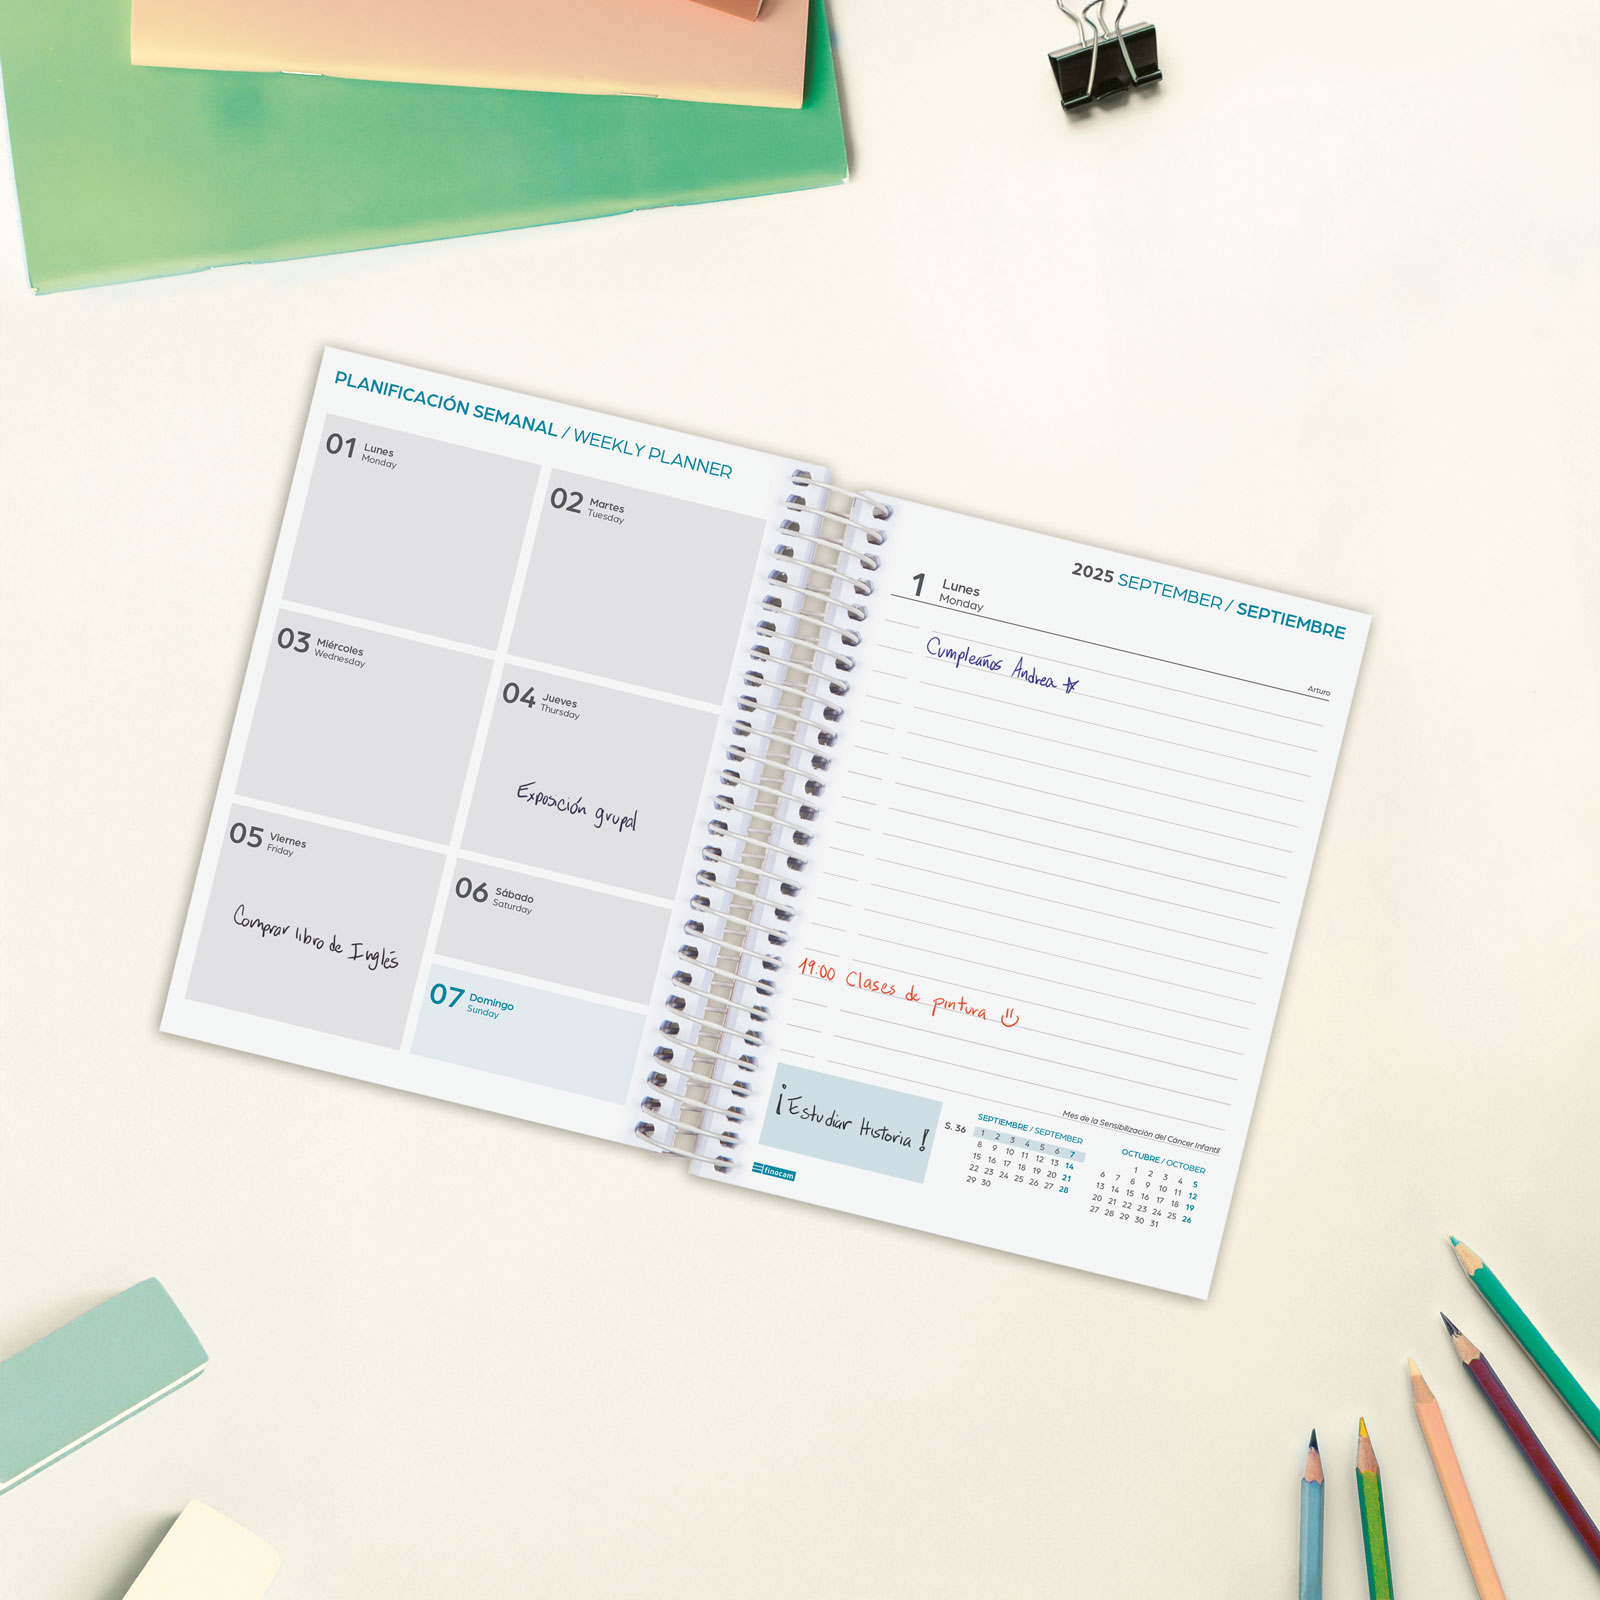 PLANIFICACIÓN SEMANAL / WEEKLY PLANNER
01 Lunes
Monday
02 Martes
Tuesday
03 Miércoles
Wednesday
04 Jueves
Thursday
Exposición grupal
05 Viernes
Friday
Comprar libro de Inglés
06 Sábado
Saturday
07 Domingo
Sunday
2025 SEPTEMBER / SEPTIEMBRE
1 Lunes
Monday
Arturo
Cumpleaños Andrea
19:00 Clases de pintura
¡Estudiar Historia!
finocam
Mes de la Sensibilización del Cáncer Infantil
S. 36
SEPTIEMBRE / SEPTEMBER
1 2 3 4 5 6 7
8 9 10 11 12 13 14
15 16 17 18 19 20 21
22 23 24 25 26 27 28
29 30
OCTUBRE / OCTOBER
1 2 3 4 5
6 7 8 9 10 11 12
13 14 15 16 17 18 19
20 21 22 23 24 25 26
27 28 29 30 31